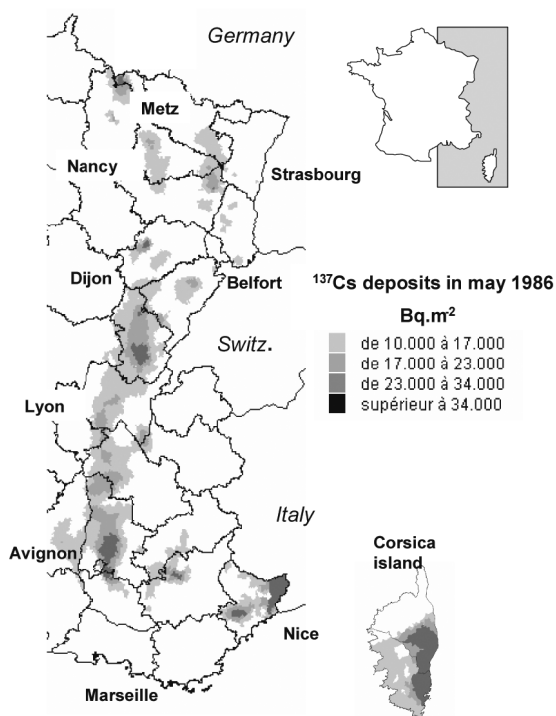 Germany
Metz
Nancy
Strasbourg
Dijon
Belfort
¹³⁷Cs deposits in may 1986
Bq.m²
Switz.
de 10.000 à 17.000
de 17.000 à 23.000
de 23.000 à 34.000
supérieur à 34.000
Lyon
Italy
Avignon
Corsica
island
Nice
Marseille